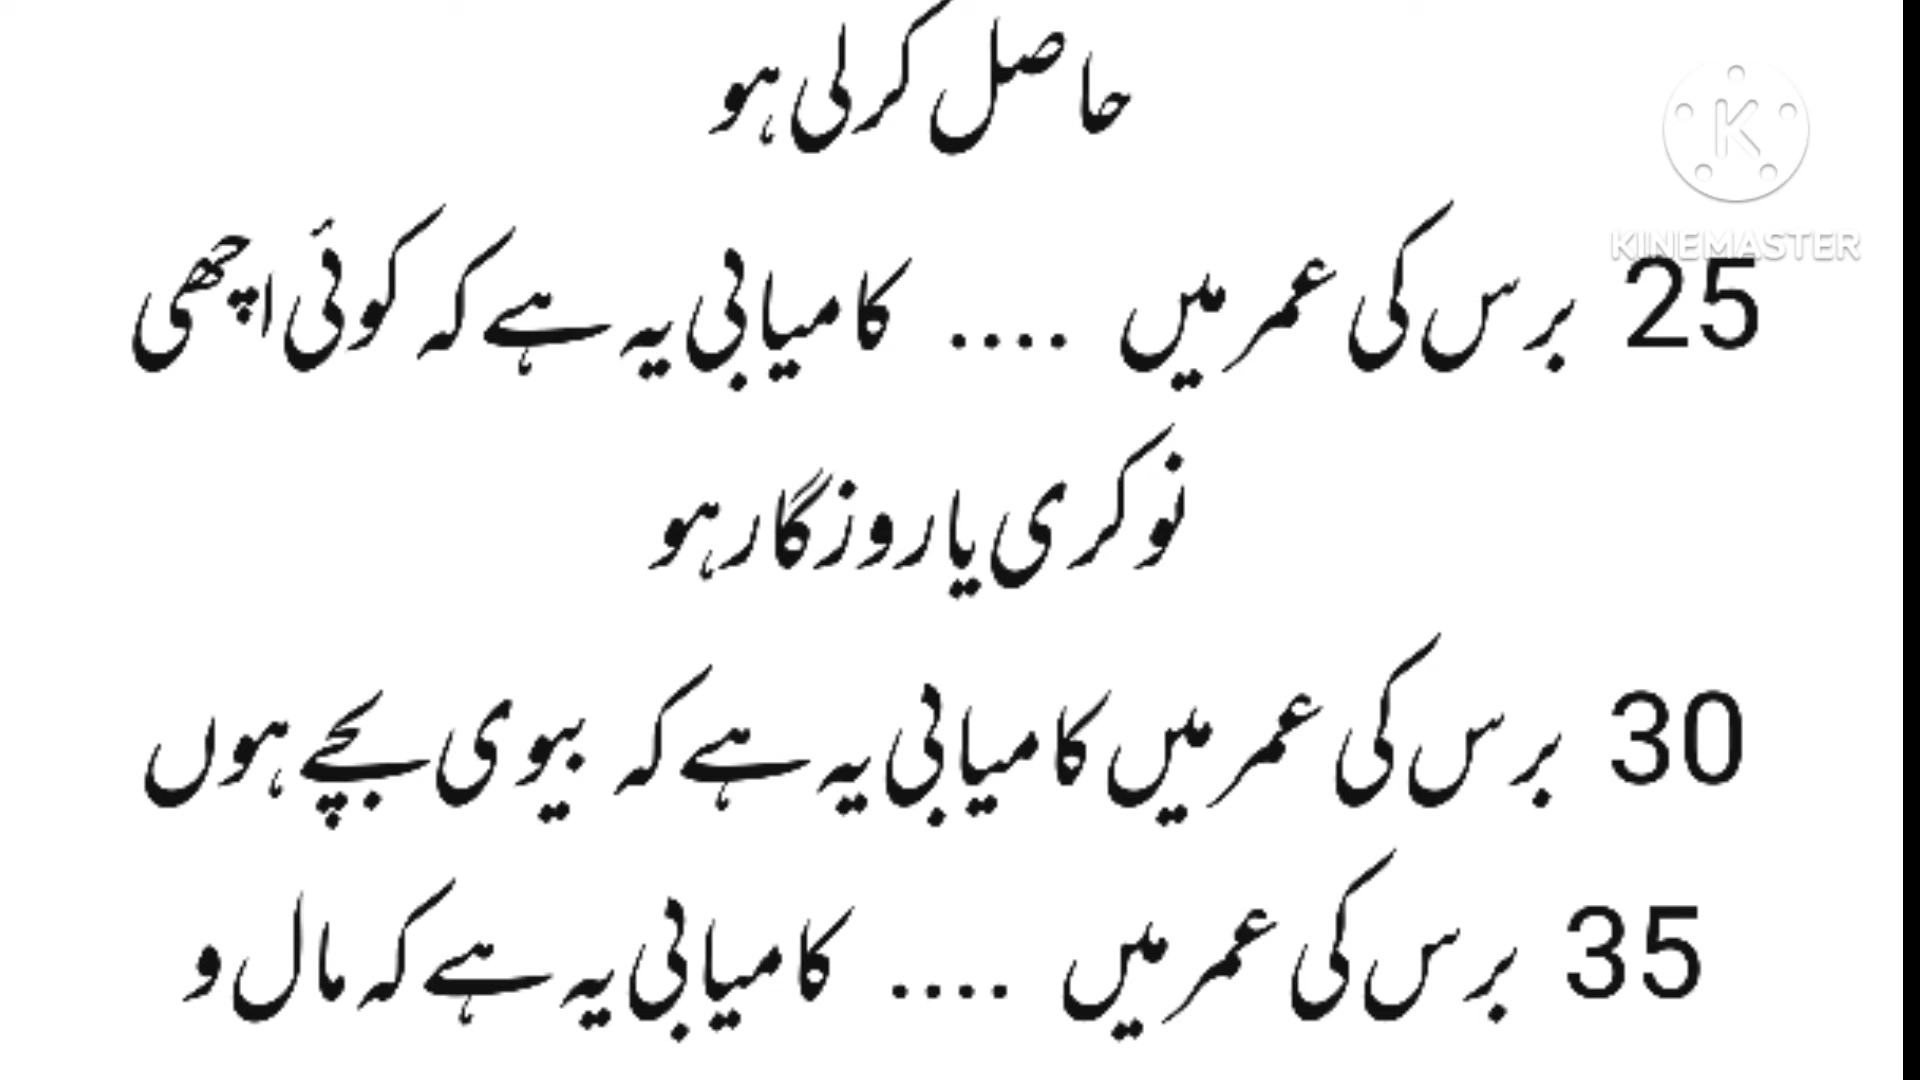 حاصل کرلی ہو
K
KINEMASTER
25 برس کی عمر میں .... کامیابی یہ ہے کہ کوئی اچھی
نوکری یا روزگار ہو
30 برس کی عمر میں کامیابی یہ ہے کہ بیوی بچے ہوں
35 برس کی عمر میں .... کامیابی یہ ہے کہ مال و